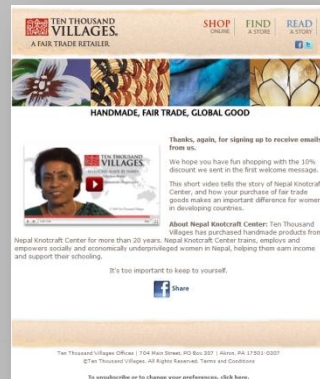 TEN THOUSAND
VILLAGES.
A FAIR TRADE RETAILER
SHOP
ONLINE
FIND
A STORE
READ
A STORY
HANDMADE, FAIR TRADE, GLOBAL GOOD
Thanks, again, for signing up to receive emails
from us.
We hope you have fun shopping with the 10%
discount we sent in the first welcome message.
This short video tells the story of Nepal Knotcraft
Center, and how your purchase of fair trade
goods makes an important difference for women
in developing countries.
TEN THOUSAND
VILLAGES
About Nepal Knotcraft Center: Ten Thousand
Villages has purchased handmade products from
Nepal Knotcraft Center for more than 20 years. Nepal Knotcraft Center trains, employs and
empowers socially and economically underprivileged women in Nepal, helping them earn income
and support their schooling.
It's too important to keep to yourself.
f Share
Ten Thousand Villages Offices | 704 Main Street, PO Box 307 | Akron, PA 17501-0307
©Ten Thousand Villages. All Rights Reserved. Terms and Conditions
To unsubscribe or to change your preferences, click here.